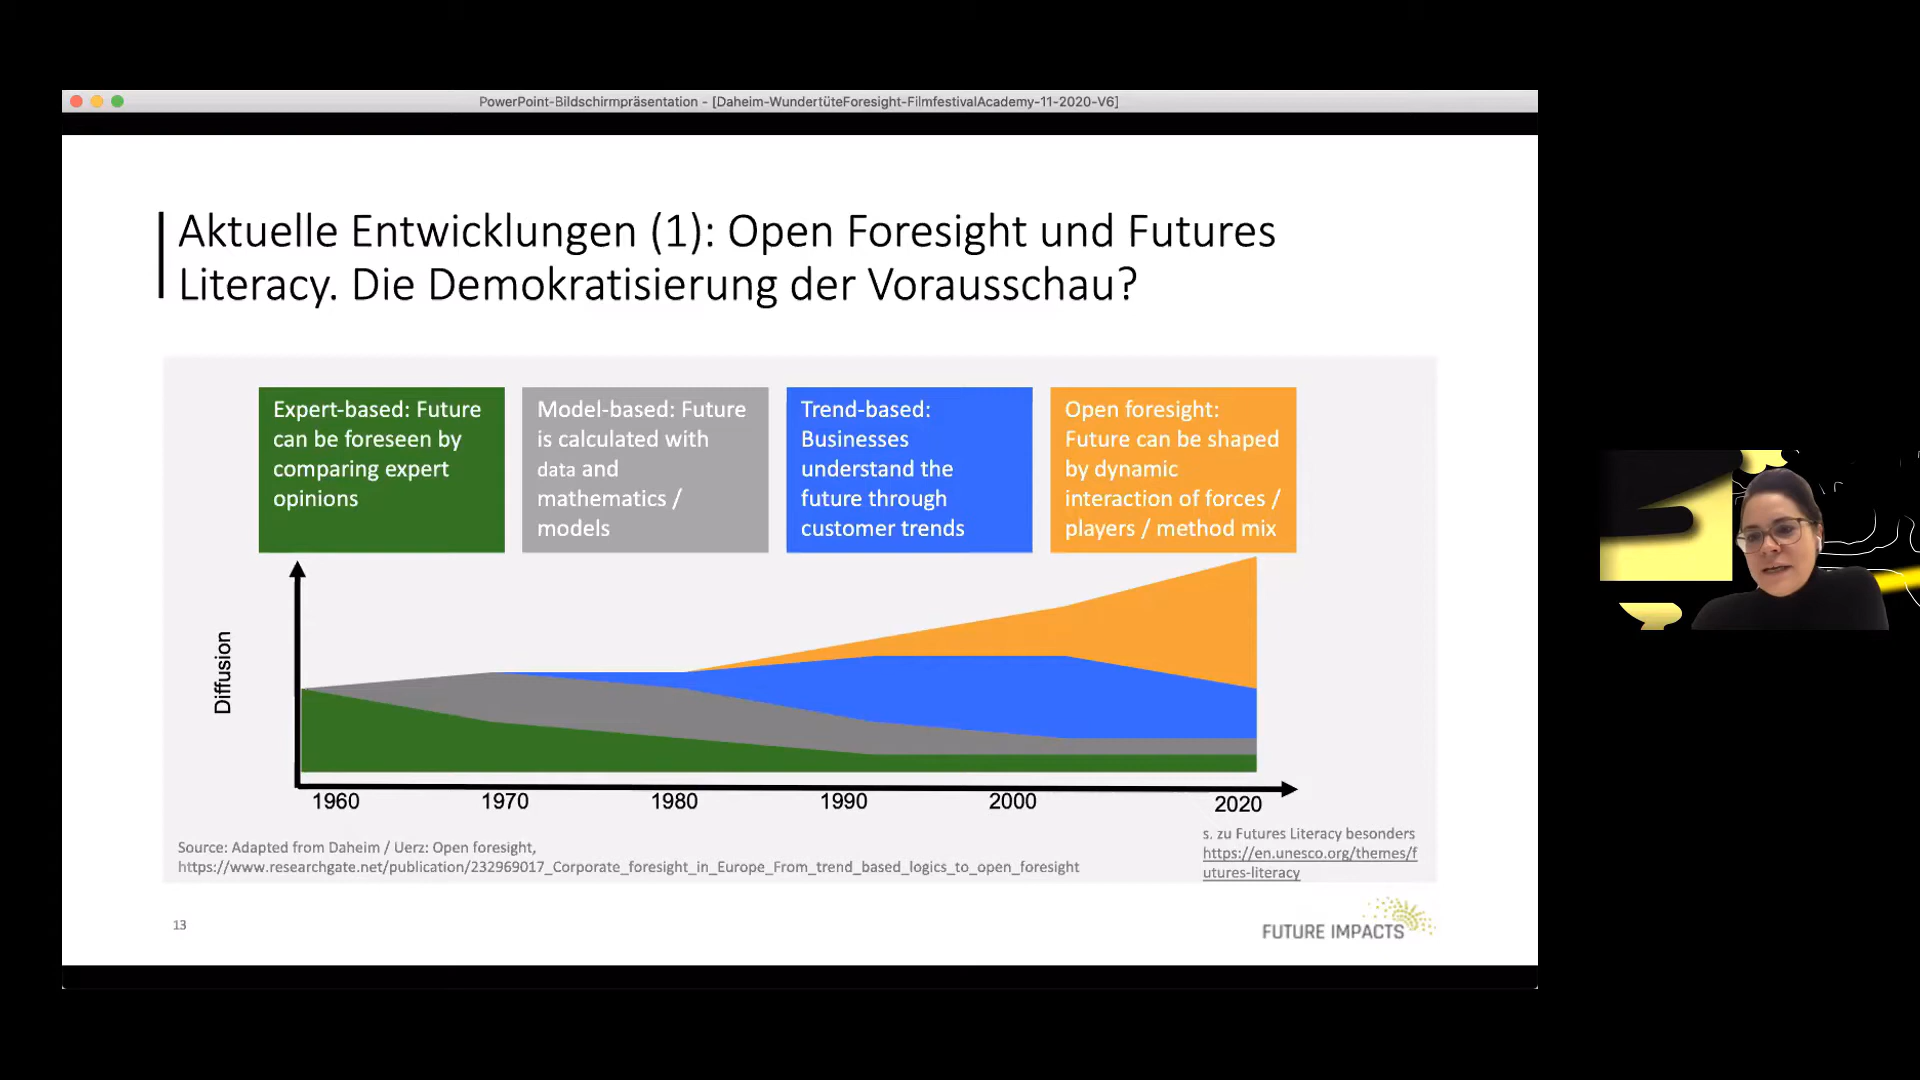 PowerPoint-Bildschirmpräsentation - [Daheim-WundertüteForesight-FilmfestivalAcademy-11-2020-V6]
Aktuelle Entwicklungen (1): Open Foresight und Futures
Literacy. Die Demokratisierung der Vorausschau?
Expert-based: Future
can be foreseen by
comparing expert
opinions
Model-based: Future
is calculated with
data and
mathematics /
models
Trend-based:
Businesses
understand the
future through
customer trends
Open foresight:
Future can be shaped
by dynamic
interaction of forces /
players / method mix
Diffusion
1960
1970
1980
1990
2000
2020
Source: Adapted from Daheim / Uerz: Open foresight,
https://www.researchgate.net/publication/232969017_Corporate_foresight_in_Europe_From_trend_based_logics_to_open_foresight
s. zu Futures Literacy besonders
https://en.unesco.org/themes/f
utures-literacy
13
FUTURE IMPACTS